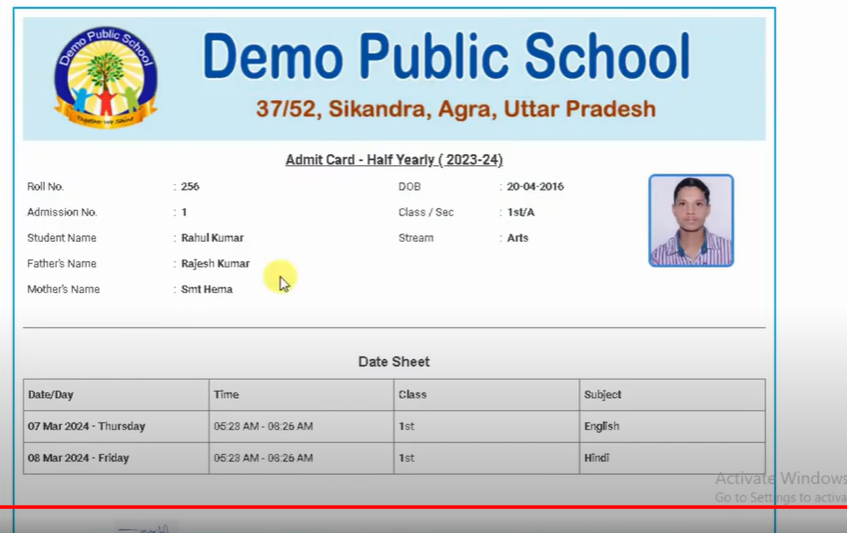 Demo Public School
Demo Public School
Together we Shine
37/52, Sikandra, Agra, Uttar Pradesh
Admit Card - Half Yearly ( 2023-24)
Roll No. : 256 DOB : 20-04-2016
Admission No. : 1 Class / Sec : 1st/A
Student Name : Rahul Kumar Stream : Arts
Father's Name : Rajesh Kumar
Mother's Name : Smt Hema
Date Sheet
Date/Day Time Class Subject
07 Mar 2024 - Thursday 05:23 AM - 08:26 AM 1st English
08 Mar 2024 - Friday 05:23 AM - 08:26 AM 1st Hindi
Activate Windows
Go to Settings to activa